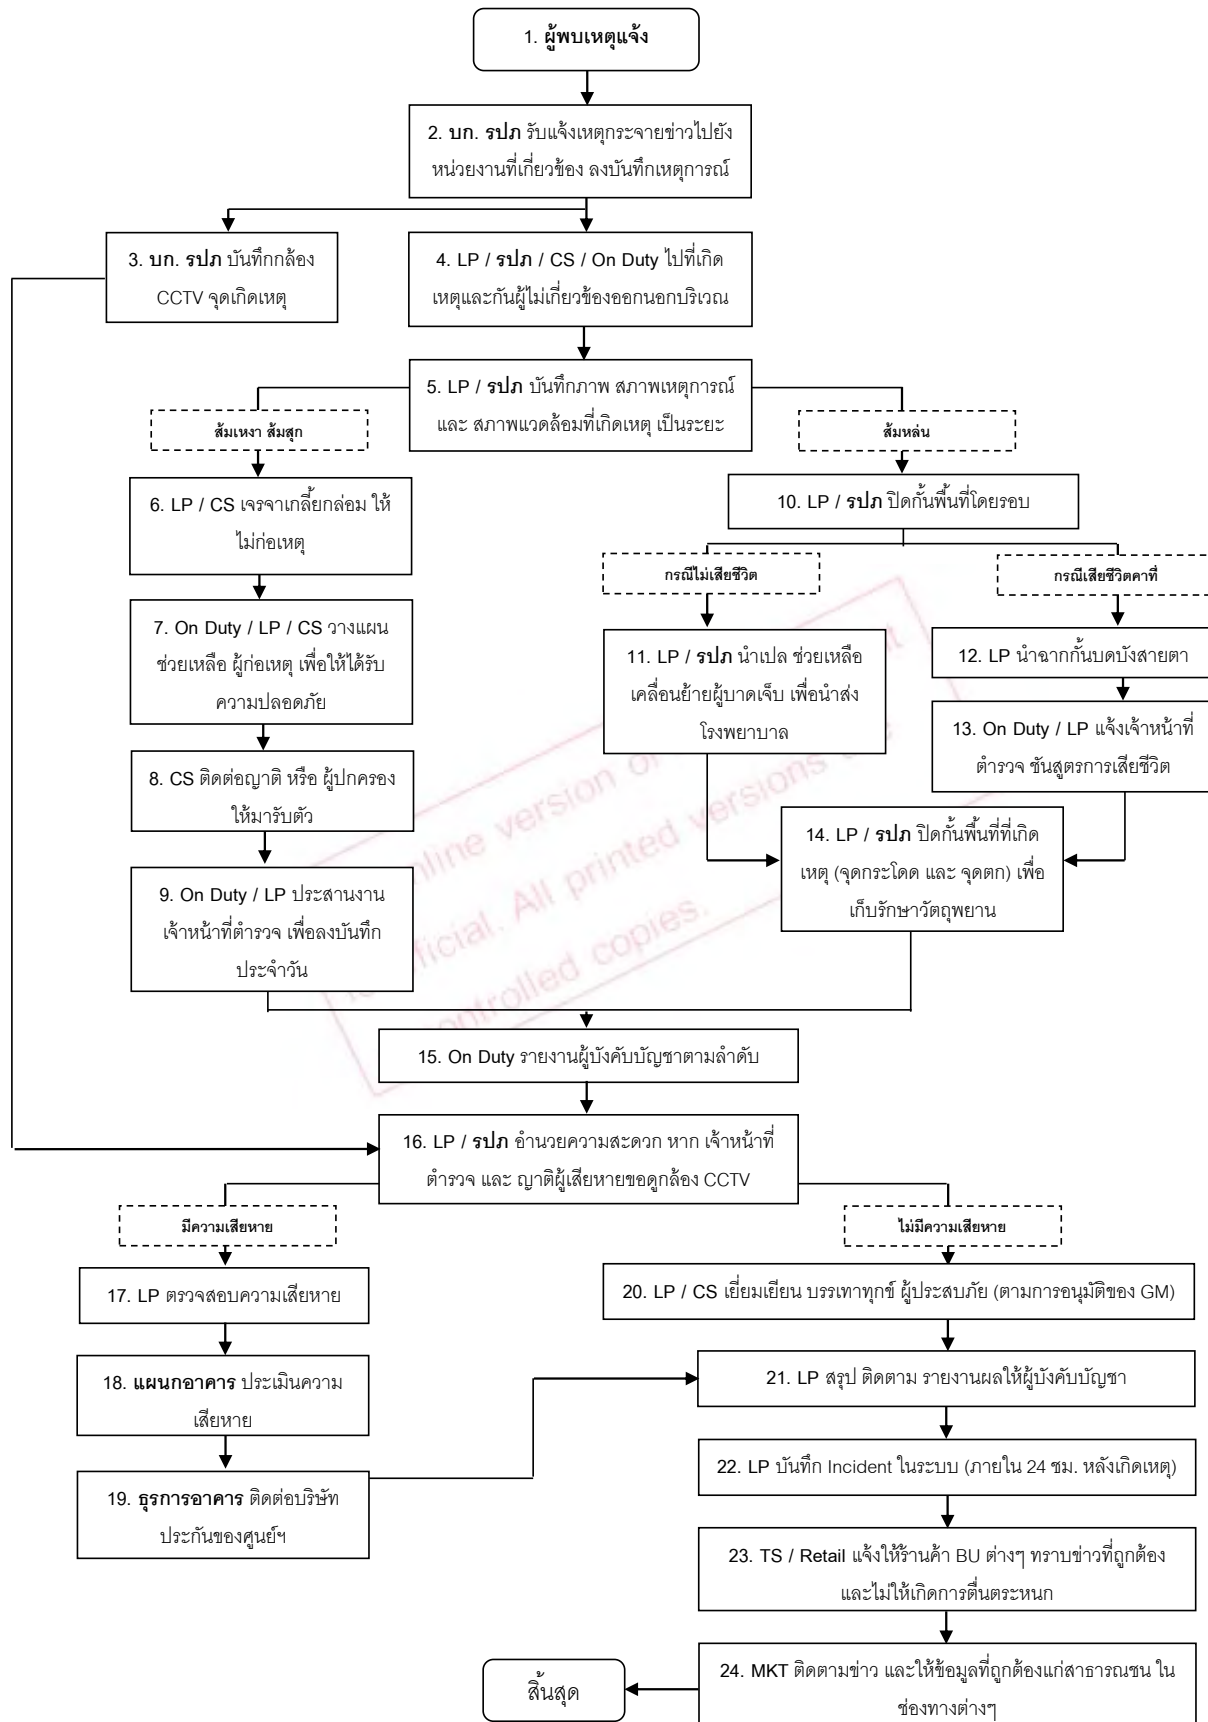 1. ผู้พบเหตุแจ้ง
2. บก. รปภ รับแจ้งเหตุกระจายข่าวไปยัง
หน่วยงานที่เกี่ยวข้อง ลงบันทึกเหตุการณ์
3. บก. รปภ บันทึกกล้อง
CCTV จุดเกิดเหตุ
4. LP / รปภ / CS / On Duty ไปที่เกิด
เหตุและกันผู้ไม่เกี่ยวข้องออกนอกบริเวณ
5. LP / รปภ บันทึกภาพ สภาพเหตุการณ์
และ สภาพแวดล้อมที่เกิดเหตุ เป็นระยะ
ส้มเหงา ส้มสุก
ส้มหล่น
6. LP / CS เจรจาเกลี้ยกล่อม ให้
ไม่ก่อเหตุ
7. On Duty / LP / CS วางแผน
ช่วยเหลือ ผู้ก่อเหตุ เพื่อให้ได้รับ
ความปลอดภัย
8. CS ติดต่อญาติ หรือ ผู้ปกครอง
ให้มารับตัว
9. On Duty / LP ประสานงาน
เจ้าหน้าที่ตำรวจ เพื่อลงบันทึก
ประจำวัน
10. LP / รปภ ปิดกั้นพื้นที่โดยรอบ
กรณีไม่เสียชีวิต
กรณีเสียชีวิตคาที่
11. LP / รปภ นำเปล ช่วยเหลือ
เคลื่อนย้ายผู้บาดเจ็บ เพื่อนำส่ง
โรงพยาบาล
12. LP นำฉากกั้นบดบังสายตา
13. On Duty / LP แจ้งเจ้าหน้าที่
ตำรวจ ชันสูตรการเสียชีวิต
14. LP / รปภ ปิดกั้นพื้นที่ที่เกิด
เหตุ (จุดกระโดด และ จุดตก) เพื่อ
เก็บรักษาวัตถุพยาน
15. On Duty รายงานผู้บังคับบัญชาตามลำดับ
16. LP / รปภ อำนวยความสะดวก หาก เจ้าหน้าที่
ตำรวจ และ ญาติผู้เสียหายขอดูกล้อง CCTV
มีความเสียหาย
ไม่มีความเสียหาย
17. LP ตรวจสอบความเสียหาย
18. แผนกอาคาร ประเมินความ
เสียหาย
19. ธุรการอาคาร ติดต่อบริษัท
ประกันของศูนย์ฯ
20. LP / CS เยี่ยมเยียน บรรเทาทุกข์ ผู้ประสบภัย (ตามการอนุมัติของ GM)
21. LP สรุป ติดตาม รายงานผลให้ผู้บังคับบัญชา
22. LP บันทึก Incident ในระบบ (ภายใน 24 ชม. หลังเกิดเหตุ)
23. TS / Retail แจ้งให้ร้านค้า BU ต่างๆ ทราบข่าวที่ถูกต้อง
และไม่ให้เกิดการตื่นตระหนก
24. MKT ติดตามข่าว และให้ข้อมูลที่ถูกต้องแก่สาธารณชน ใน
ช่องทางต่างๆ
สิ้นสุด
online version of
official. All printed versions
controlled copies.